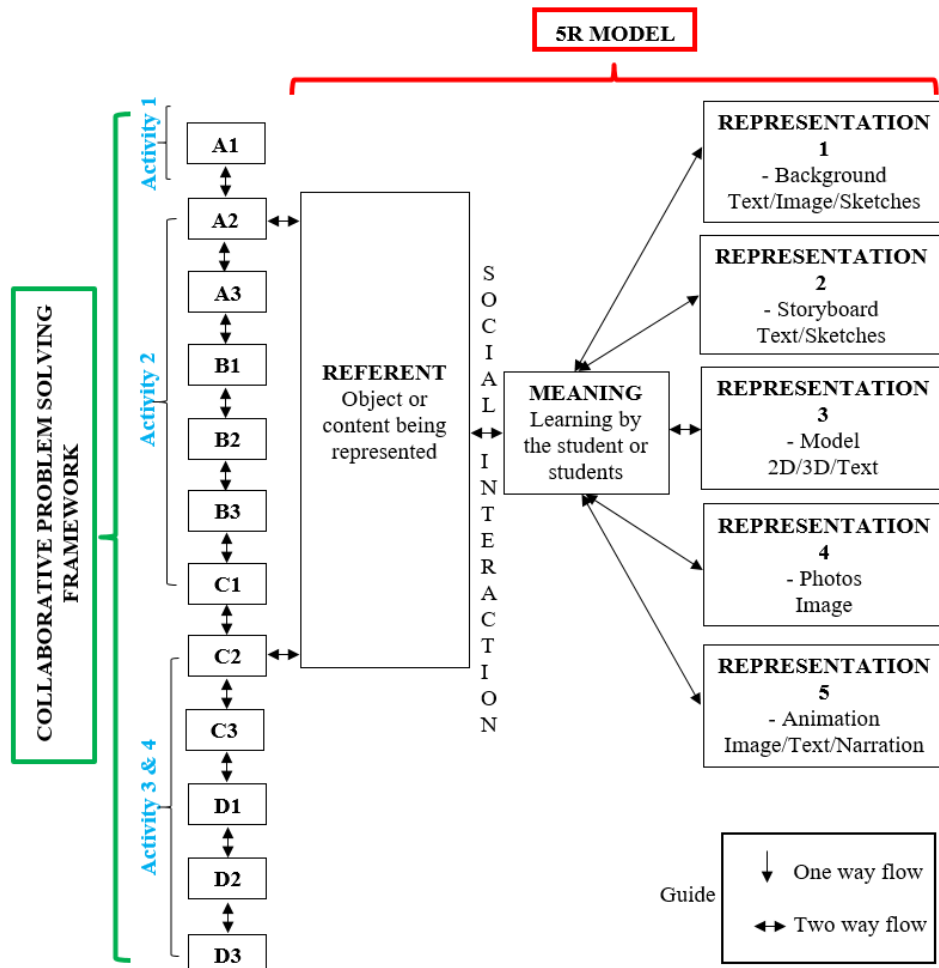 5R MODEL
COLLABORATIVE PROBLEM SOLVING
FRAMEWORK
Activity 1
Activity 2
Activity 3 & 4
A1
A2
A3
B1
B2
B3
C1
C2
C3
D1
D2
D3
REFERENT
Object or
content being
represented
SOCIAL INTERACTION
MEANING
Learning by
the student or
students
REPRESENTATION
1
- Background
Text/Image/Sketches
REPRESENTATION
2
- Storyboard
Text/Sketches
REPRESENTATION
3
- Model
2D/3D/Text
REPRESENTATION
4
- Photos
Image
REPRESENTATION
5
- Animation
Image/Text/Narration
Guide
One way flow
Two way flow